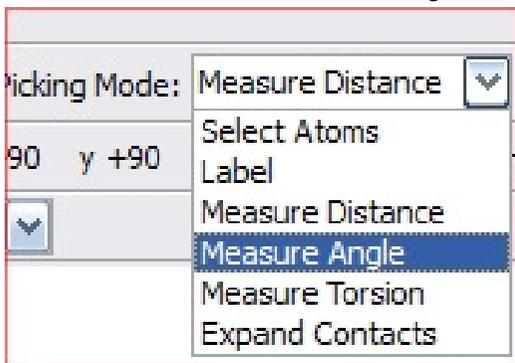 Picking Mode: Measure Distance
Select Atoms
90 y +90
Label
Measure Distance
Measure Angle
Measure Torsion
Expand Contacts